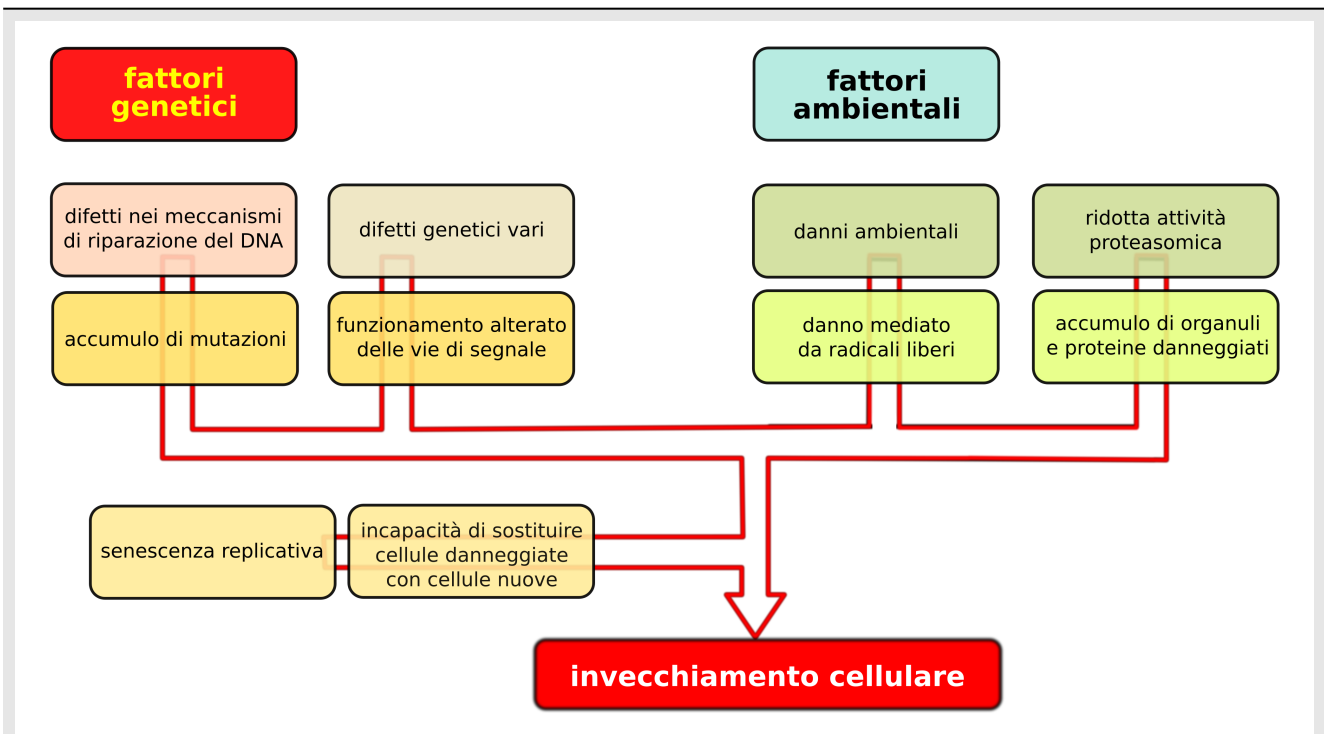 fattori
genetici
fattori
ambientali
difetti nei meccanismi
di riparazione del DNA
difetti genetici vari
danni ambientali
ridotta attività
proteasomica
accumulo di mutazioni
funzionamento alterato
delle vie di segnale
danno mediato
da radicali liberi
accumulo di organuli
e proteine danneggiati
senescenza replicativa
incapacità di sostituire
cellule danneggiate
con cellule nuove
invecchiamento cellulare